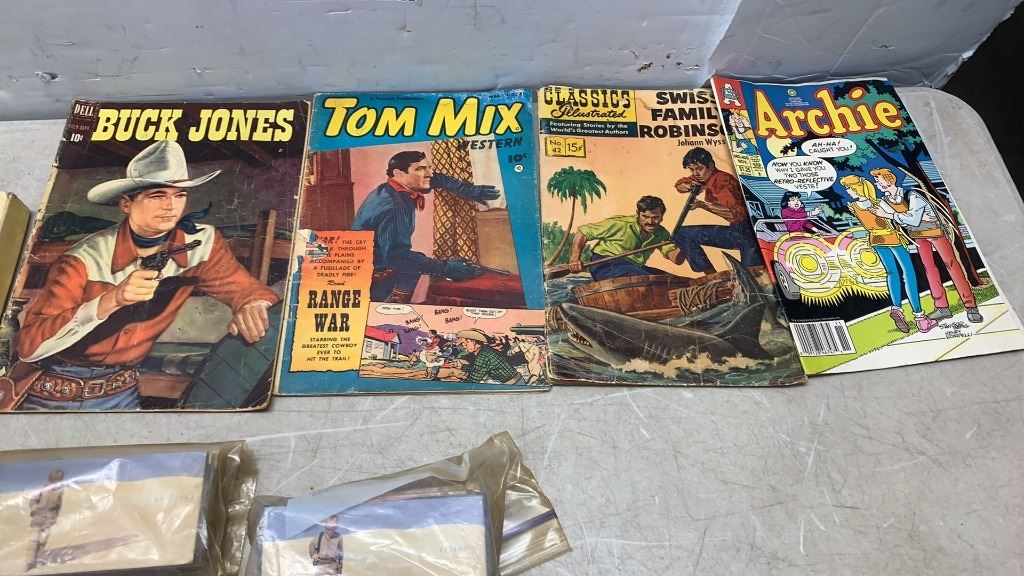 DELL
10¢
BUCK JONES
TOM MIX
WESTERN
10¢
THE CRY
THROUGH
THE PLAINS
ACCOMPANIED BY
A FUSILLADE OF
DEADLY FIRE!
Read
RANGE
WAR
STARRING THE
GREATEST COWBOY
EVER TO
HIT THE TRAIL!
BANG!
BANG!
CLASSICS
Illustrated
Featuring Stories by the
World's Greatest Authors
No.
42
15¢
SWISS
FAMIL
ROBINSO
Johann Wyss
Archie
AH-HA!
CAUGHT YOU!
NOW YOU KNOW
WHY I GAVE YOU
TWO THOSE
RETRO-REFLECTIVE
VESTS!